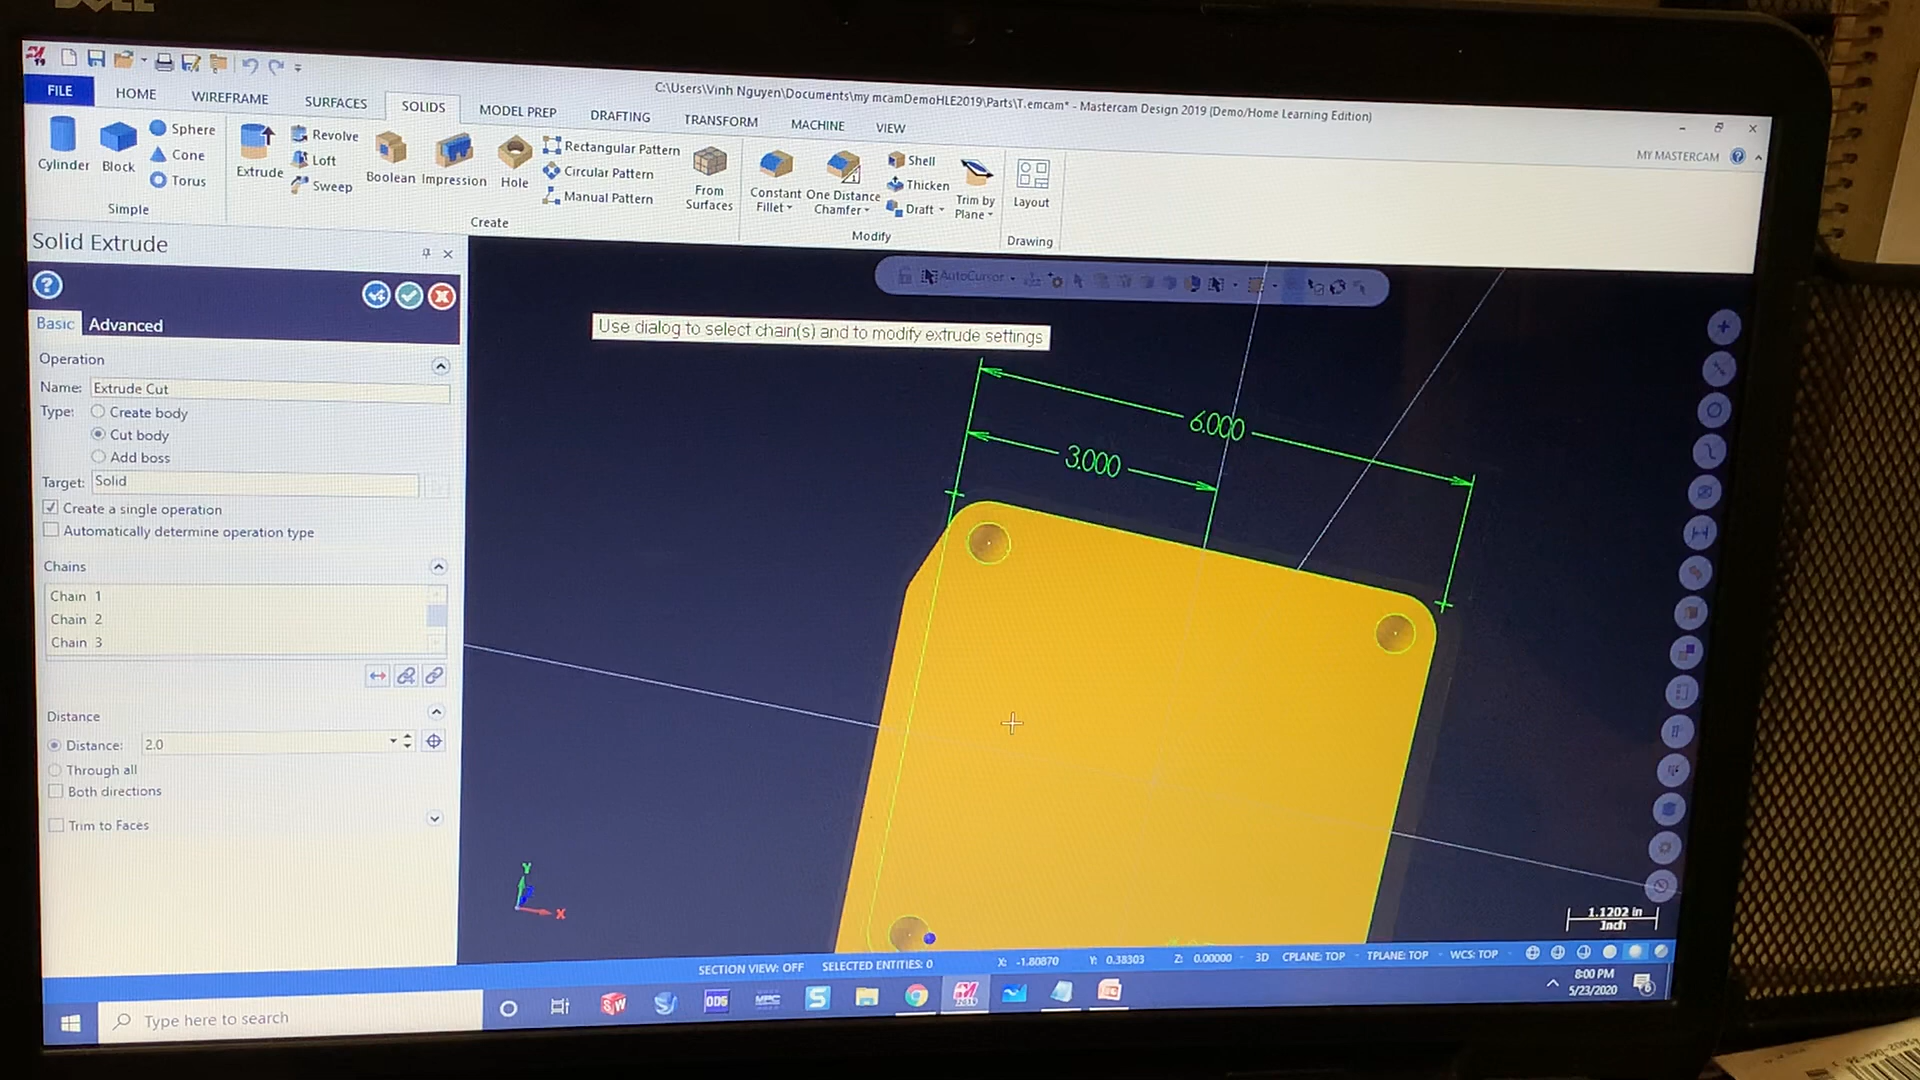 DELL
C:\Users\Vinh Nguyen\Documents\my mcamDemoHLE2019\Parts\T.emcam* - Mastercam Design 2019 (Demo/Home Learning Edition)
FILE HOME WIREFRAME SURFACES SOLIDS MODEL PREP DRAFTING TRANSFORM MACHINE VIEW
MY MASTERCAM
Cylinder Block
Sphere
Cone
Torus
Simple
Extrude
Revolve
Loft
Sweep
Boolean Impression Hole
Rectangular Pattern
Circular Pattern
Manual Pattern
From
Surfaces
Create
Constant
Fillet
One Distance
Chamfer
Shell
Thicken
Draft
Trim by
Plane
Modify
Layout
Drawing
Solid Extrude
Basic Advanced
Operation
Name: Extrude Cut
Type: Create body
Cut body
Add boss
Target: Solid
Create a single operation
Automatically determine operation type
Chains
Chain 1
Chain 2
Chain 3
Distance
Distance: 2.0
Through all
Both directions
Trim to Faces
AutoCursor
Use dialog to select chain(s) and to modify extrude settings
6.000
3.000
Y
X
1.1202 in
Inch
SECTION VIEW: OFF SELECTED ENTITIES: 0 X: -1.80870 Y: 0.38303 Z: 0.00000 3D CPLANE: TOP TPLANE: TOP WCS: TOP
Type here to search
8:00 PM
5/23/2020